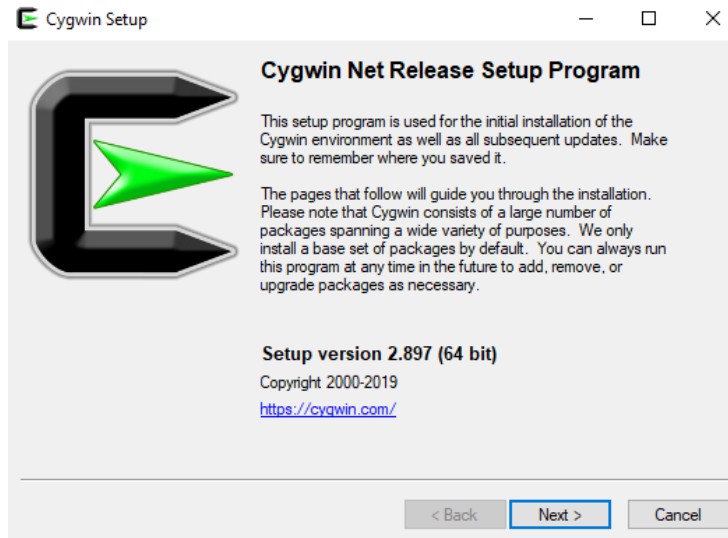 Cygwin Setup
Cygwin Net Release Setup Program
This setup program is used for the initial installation of the
Cygwin environment as well as all subsequent updates.  Make
sure to remember where you saved it.
The pages that follow will guide you through the installation.
Please note that Cygwin consists of a large number of
packages spanning a wide variety of purposes.  We only
install a base set of packages by default.  You can always run
this program at any time in the future to add, remove, or
upgrade packages as necessary.
Setup version 2.897 (64 bit)
Copyright 2000-2019
https://cygwin.com/
< Back Next > Cancel